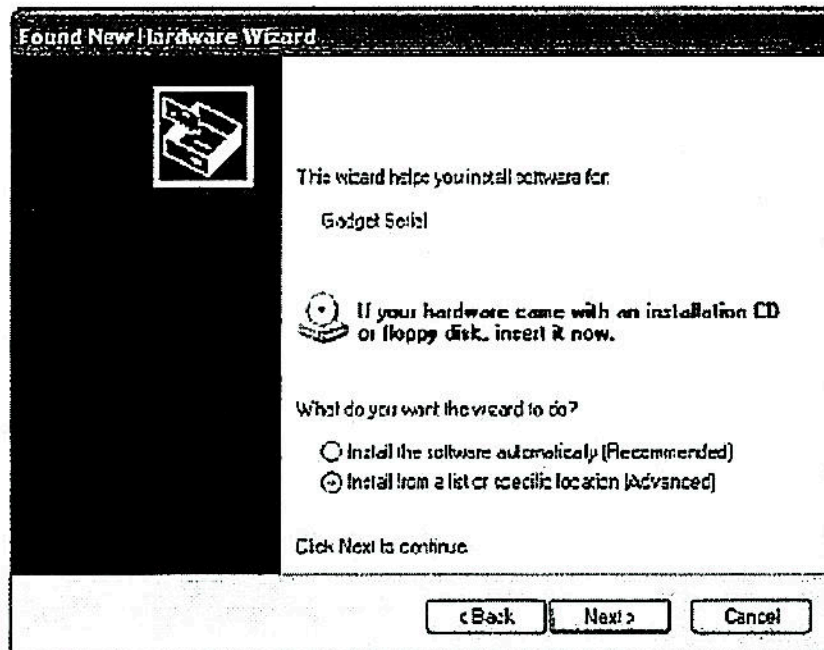 Found New Hardware Wizard
This wizard helps you install software for:
Gadget Serial
If your hardware came with an installation CD
or floppy disk, insert it now.
What do you want the wizard to do?
Install the software automatically (Recommended)
Install from a list or specific location (Advanced)
Click Next to continue.
< Back
Next >
Cancel